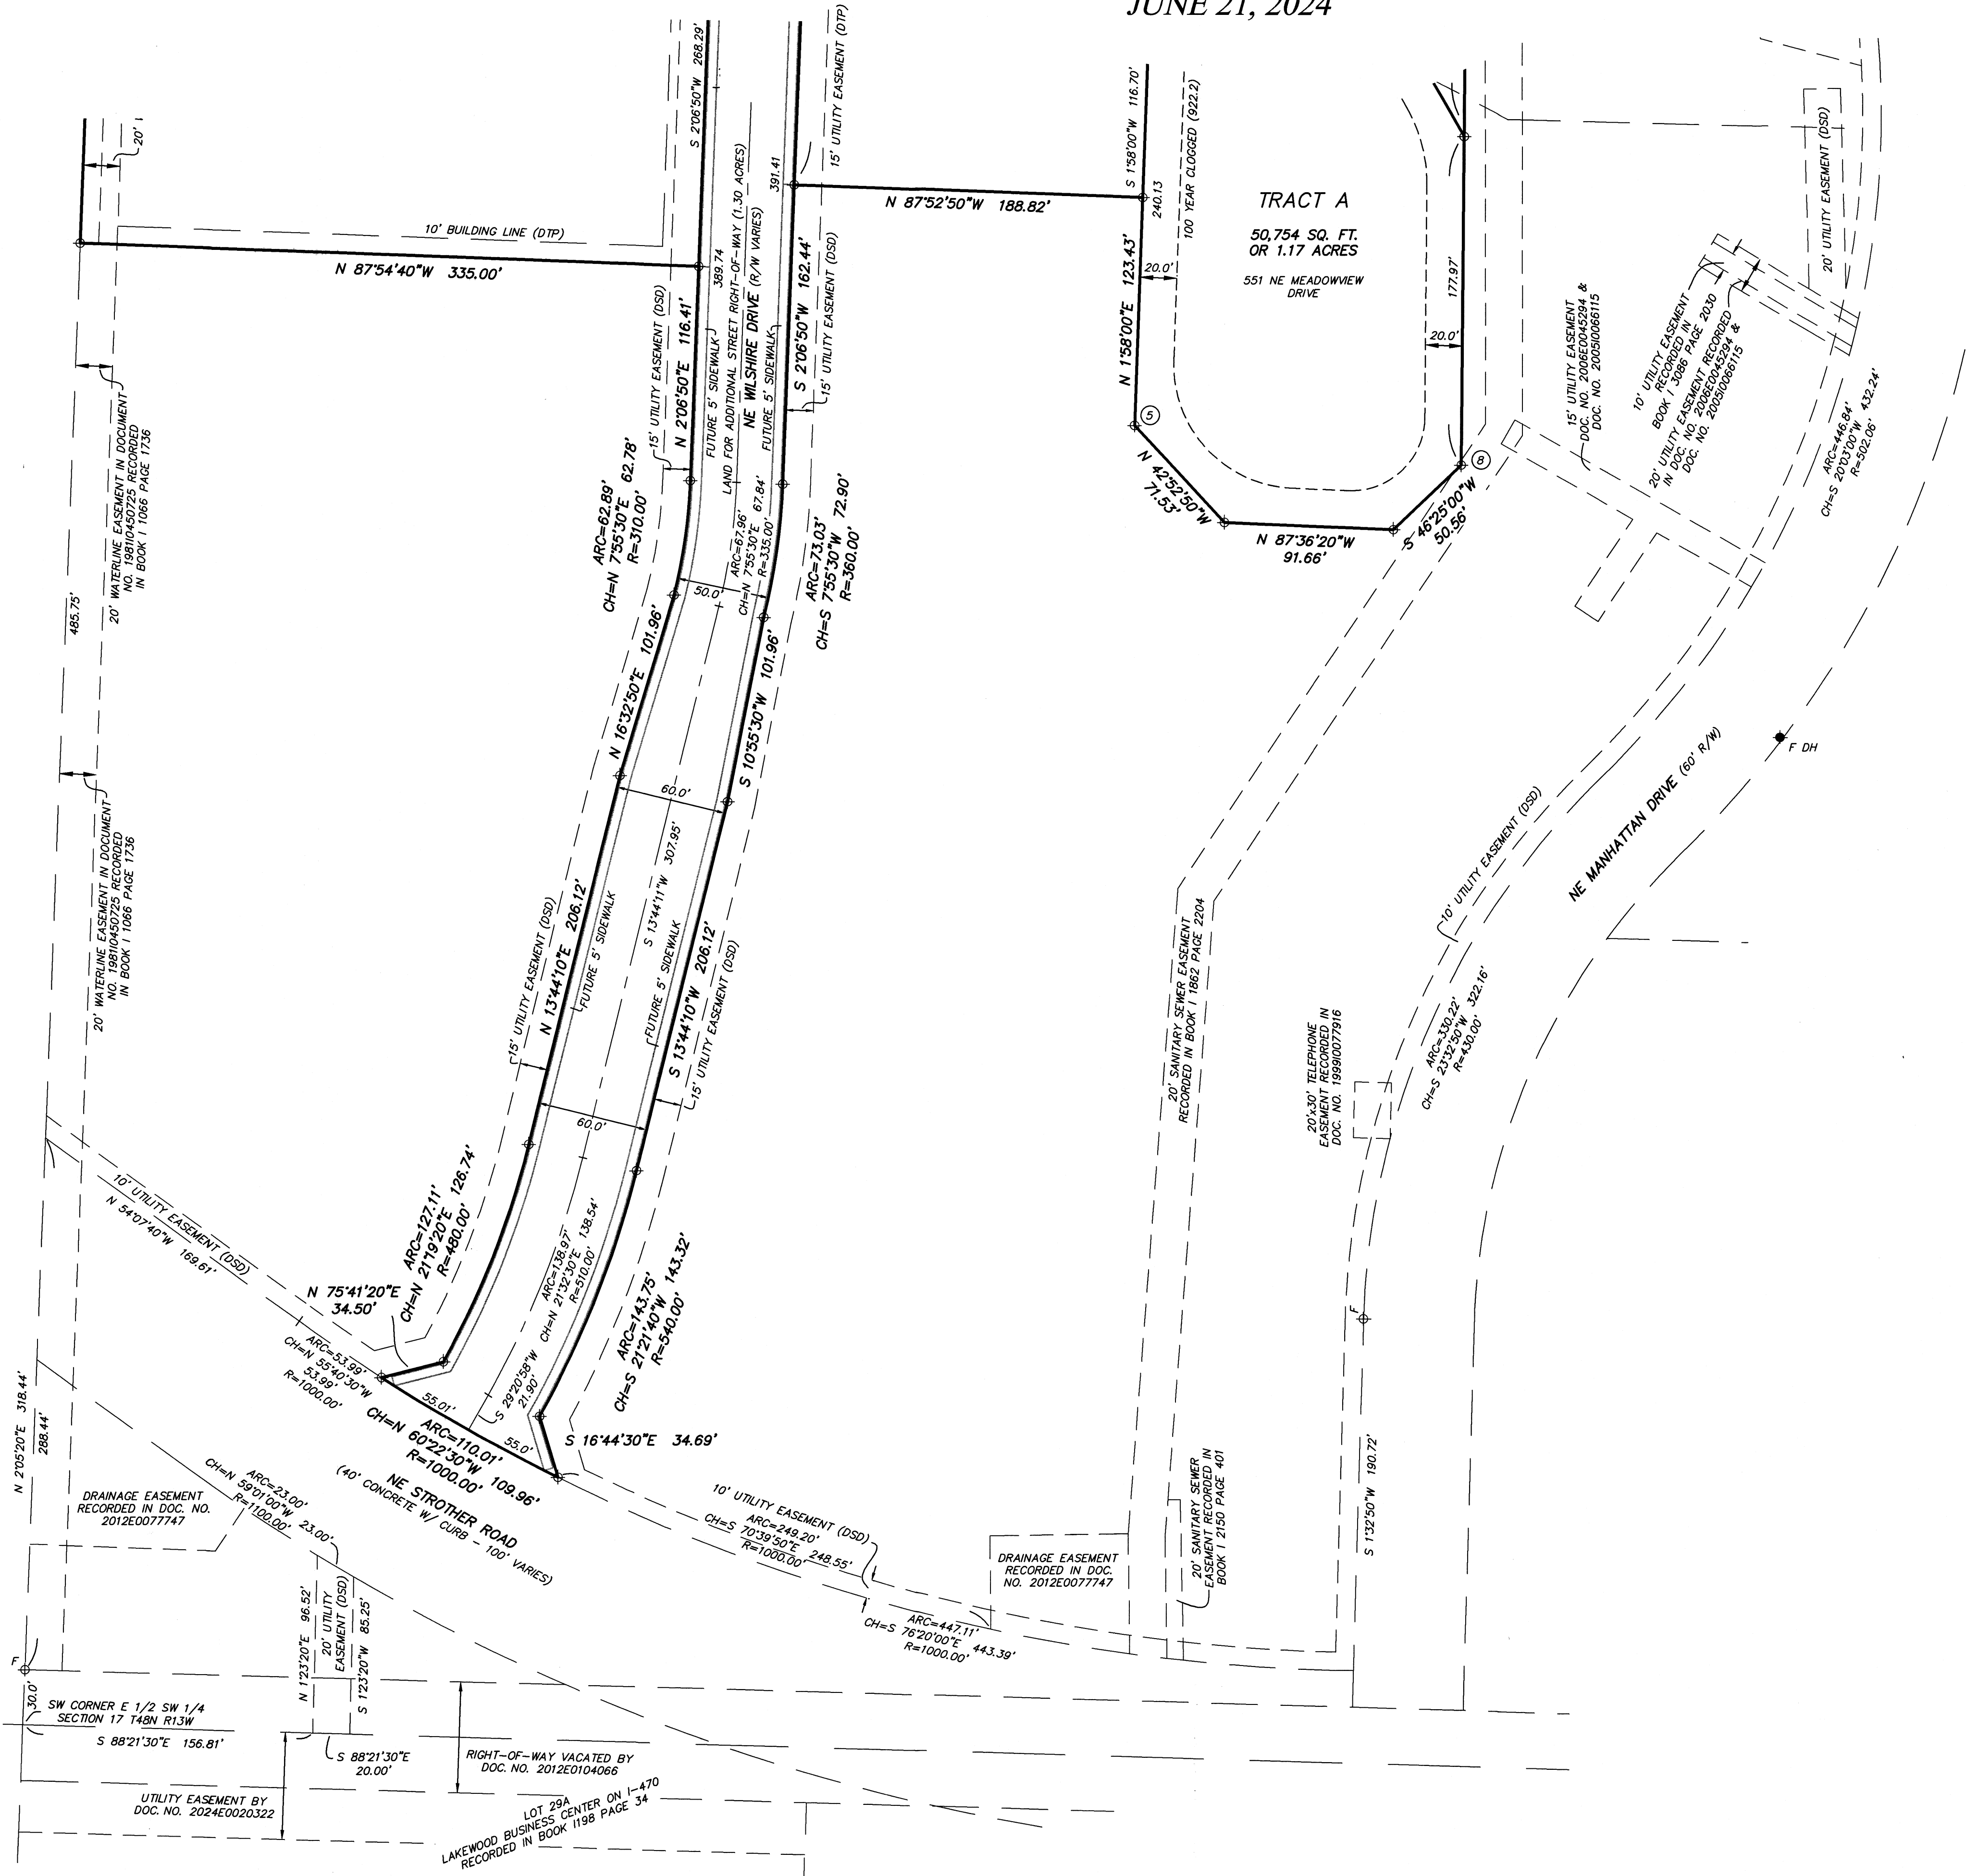 JUNE 21, 2024
S 2°06'50"W 268.29'
15' UTILITY EASEMENT (DTP)
20'
10' BUILDING LINE (DTP)
N 87°54'40"W 335.00'
389.74
LAND FOR ADDITIONAL STREET RIGHT-OF-WAY (1.30 ACRES)
NE WILSHIRE DRIVE (R/W VARIES)
391.41
N 87°52'50"W 188.82'
S 1°58'00"W 116.70'
240.13
100 YEAR CLOGGED (922.2)
TRACT A
50,754 SQ. FT.
OR 1.17 ACRES
551 NE MEADOWVIEW
DRIVE
20.0'
20.0'
177.97'
N 1°58'00"E 123.43'
5
8
N 42°52'50"W
71.53'
N 87°36'20"W
91.66'
S 46°25'00"W
50.56'
20' UTILITY EASEMENT (DSD)
10' UTILITY EASEMENT
RECORDED IN
BOOK I 3086 PAGE 2030
20' UTILITY EASEMENT RECORDED
IN DOC. NO. 2006E0045294 &
DOC. NO. 2005I0066115
15' UTILITY EASEMENT
DOC. NO. 2006E0045294 &
DOC. NO. 2005I0066115
ARC=446.84'
CH=S 20°03'00"W 432.24'
R=502.06'
15' UTILITY EASEMENT (DSD)
N 2°06'50"E 116.41'
FUTURE 5' SIDEWALK
FUTURE 5' SIDEWALK
S 2°06'50"W 162.44'
15' UTILITY EASEMENT (DSD)
20' WATERLINE EASEMENT IN DOCUMENT
NO. 1981I0450725 RECORDED
IN BOOK I 1066 PAGE 1736
485.75'
ARC=62.89'
CH=N 7°55'30"E 62.78'
R=310.00'
ARC=67.96'
CH=N 7°55'30"E 67.84'
R=335.00'
ARC=73.03'
CH=S 7°55'30"W 72.90'
R=360.00'
50.0'
N 16°32'50"E 101.96'
S 10°55'30"W 101.96'
60.0'
20' WATERLINE EASEMENT IN DOCUMENT
NO. 1981I0450725 RECORDED
IN BOOK I 1066 PAGE 1736
S 13°44'11"W 307.95'
15' UTILITY EASEMENT (DSD)
N 13°44'10"E 206.12'
FUTURE 5' SIDEWALK
FUTURE 5' SIDEWALK
S 13°44'10"W 206.12'
15' UTILITY EASEMENT (DSD)
60.0'
F DH
NE MANHATTAN DRIVE (60' R/W)
10' UTILITY EASEMENT (DSD)
20' SANITARY SEWER EASEMENT
RECORDED IN BOOK I 1862 PAGE 2204
20'x30' TELEPHONE
EASEMENT RECORDED IN
DOC. NO. 1999I0077916
ARC=330.22'
CH=S 23°32'50"W 322.16'
R=430.00'
F
S 1°32'50"W 190.72'
10' UTILITY EASEMENT (DSD)
N 54°07'40"W 169.61'
ARC=127.11'
CH=N 21°19'20"E 126.74'
R=480.00'
N 75°41'20"E
34.50'
ARC=138.97'
CH=N 21°32'30"E 138.54'
R=510.00'
ARC=143.75'
CH=S 21°21'40"W 143.32'
R=540.00'
S 29°20'58"W
21.90'
ARC=53.99'
CH=N 55°40'30"W
53.99'
R=1000.00'
55.01'
55.0'
ARC=110.01'
CH=N 60°22'30"W 109.96'
R=1000.00'
S 16°44'30"E 34.69'
NE STROTHER ROAD
(40' CONCRETE W/ CURB - 100' VARIES)
N 2°05'20"E 318.44'
288.44'
DRAINAGE EASEMENT
RECORDED IN DOC. NO.
2012E0077747
ARC=23.00'
CH=N 59°01'00"W 23.00'
R=1100.00'
10' UTILITY EASEMENT (DSD)
ARC=249.20'
CH=S 70°39'50"E 248.55'
R=1000.00'
ARC=447.11'
CH=S 76°20'00"E 443.39'
R=1000.00'
DRAINAGE EASEMENT
RECORDED IN DOC.
NO. 2012E0077747
20' SANITARY SEWER
EASEMENT RECORDED IN
BOOK I 2150 PAGE 401
N 1°23'20"E 96.52'
20' UTILITY
EASEMENT (DSD)
S 1°23'20"W 85.25'
F
30.0'
SW CORNER E 1/2 SW 1/4
SECTION 17 T48N R13W
S 88°21'30"E 156.81'
S 88°21'30"E
20.00'
RIGHT-OF-WAY VACATED BY
DOC. NO. 2012E0104066
UTILITY EASEMENT BY
DOC. NO. 2024E0020322
LOT 29A
LAKEWOOD BUSINESS CENTER ON I-470
RECORDED IN BOOK I198 PAGE 34